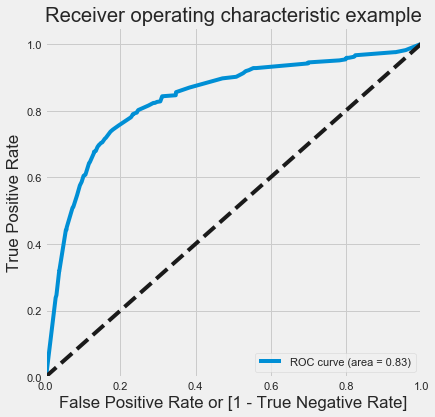 Receiver operating characteristic example
1.0
0.8
0.6
0.4
0.2
0.0
True Positive Rate
0.0 0.2 0.4 0.6 0.8 1.0
ROC curve (area = 0.83)
False Positive Rate or [1 - True Negative Rate]